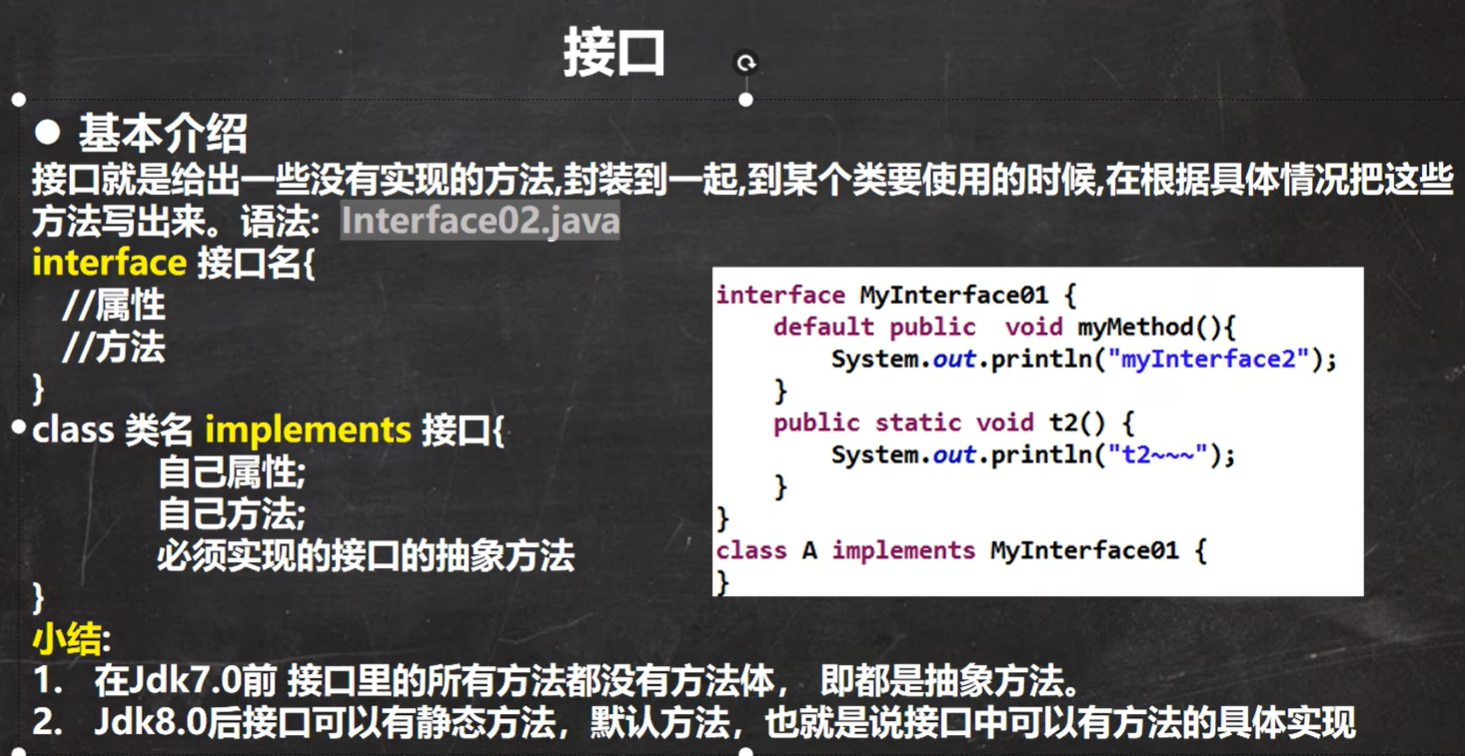 接口
● 基本介绍
接口就是给出一些没有实现的方法,封装到一起,到某个类要使用的时候,在根据具体情况把这些
方法写出来。语法: Interface02.java
interface 接口名{
//属性
//方法
}
class 类名 implements 接口{
自己属性;
自己方法;
必须实现的接口的抽象方法
}
小结:
1. 在Jdk7.0前 接口里的所有方法都没有方法体， 即都是抽象方法。
2. Jdk8.0后接口可以有静态方法，默认方法，也就是说接口中可以有方法的具体实现
interface MyInterface01 {
default public  void myMethod(){
System.out.println("myInterface2");
}
public static void t2() {
System.out.println("t2~~~");
}
}
class A implements MyInterface01 {
}